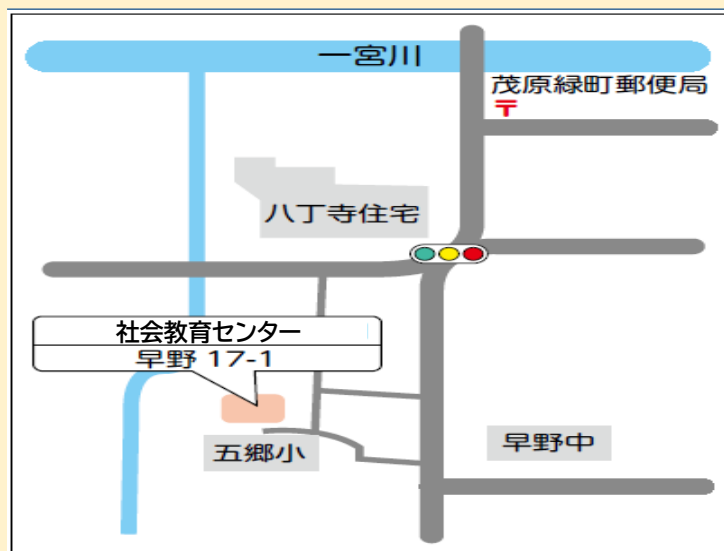 一宮川
茂原緑町郵便局
〒
八丁寺住宅
社会教育センター
早野 17-1
五郷小
早野中